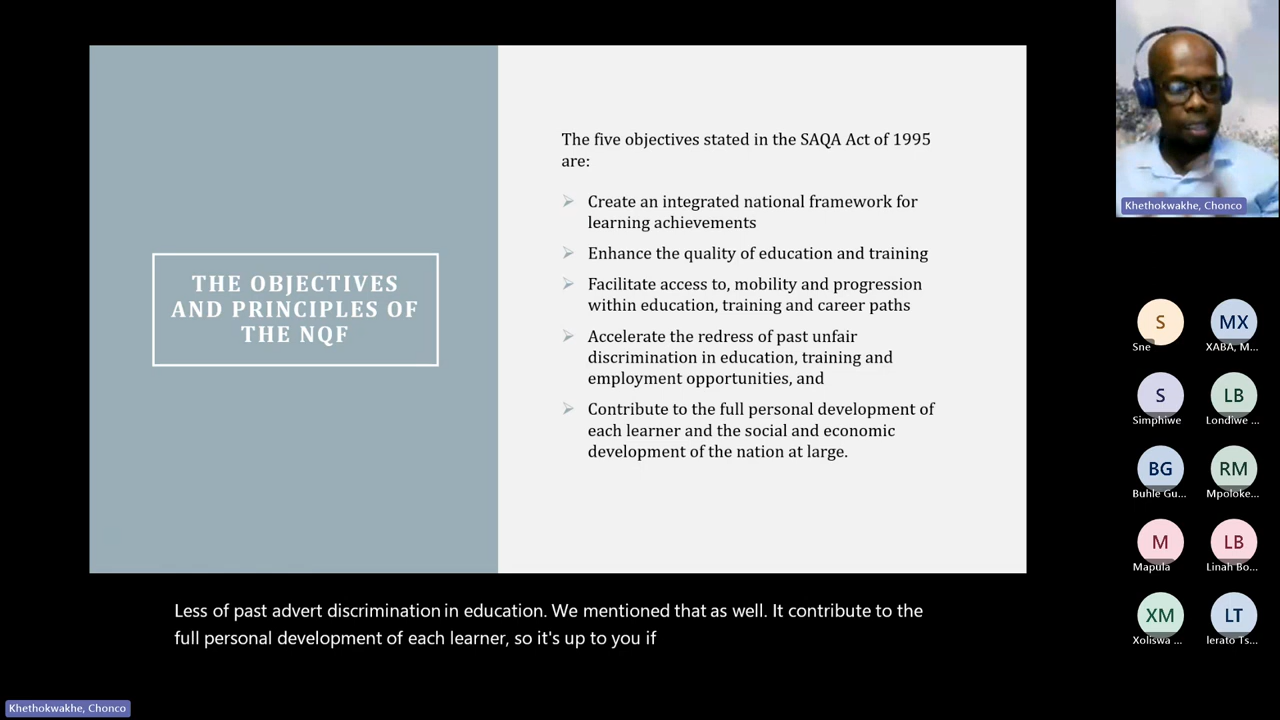 THE OBJECTIVES
AND PRINCIPLES OF
THE NQF
The five objectives stated in the SAQA Act of 1995
are:
Create an integrated national framework for
learning achievements
Enhance the quality of education and training
Facilitate access to, mobility and progression
within education, training and career paths
Accelerate the redress of past unfair
discrimination in education, training and
employment opportunities, and
Contribute to the full personal development of
each learner and the social and economic
development of the nation at large.
Less of past advert discrimination in education. We mentioned that as well. It contribute to the
full personal development of each learner, so it's up to you if
Khethokwakhe, Chonco
Khethokwakhe, Chonco
S
MX
Sne
XABA, M...
S
LB
Simphiwe
Londiwe ...
BG
RM
Buhle Gu...
Mpoloke...
M
LB
Mapula
Linah Bo...
XM
LT
Xoliswa ...
lerato Ts...